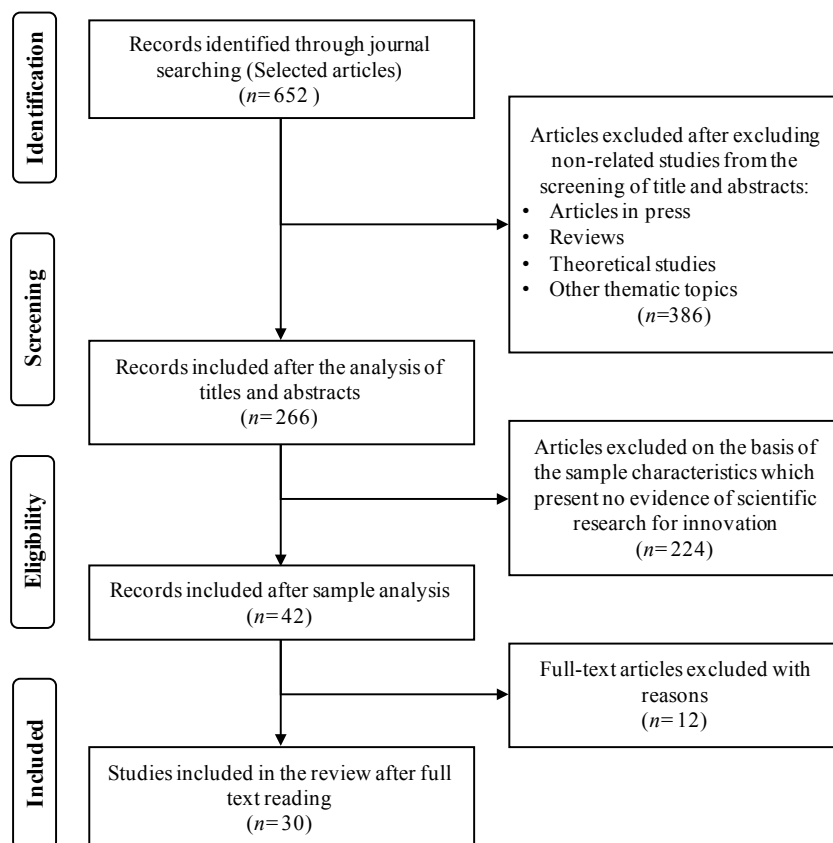 Identification
Records identified through journal
searching (Selected articles)
(n=652 )
Articles excluded after excluding
non-related studies from the
screening of title and abstracts:
• Articles in press
• Reviews
• Theoretical studies
• Other thematic topics
(n=386)
Screening
Records included after the analysis of
titles and abstracts
(n=266)
Articles excluded on the basis of
the sample characteristics which
present no evidence of scientific
research for innovation
(n=224)
Eligibility
Records included after sample analysis
(n=42)
Full-text articles excluded with
reasons
(n=12)
Included
Studies included in the review after full
text reading
(n=30)